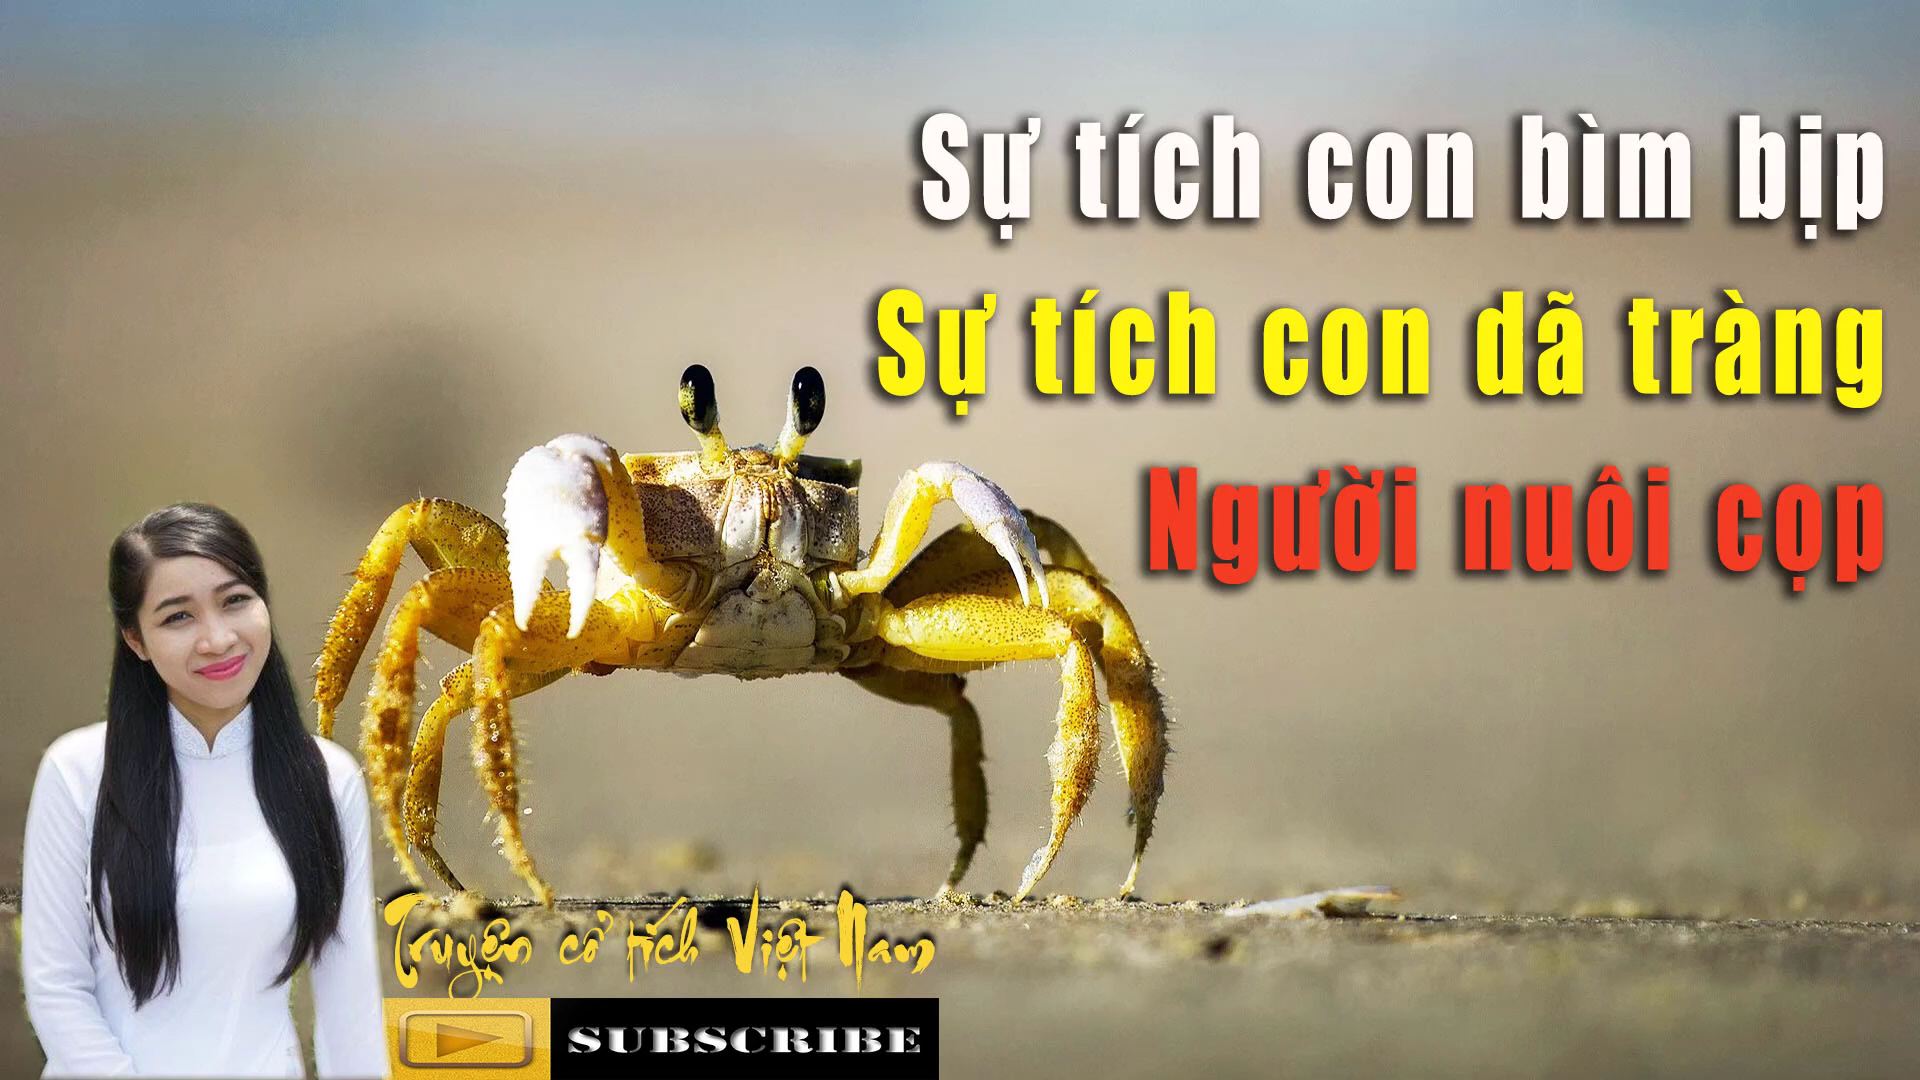 Sự tích con bìm bịp
Sự tích con dã tràng
Người nuôi cọp
Truyện cổ tích Việt Nam
SUBSCRIBE